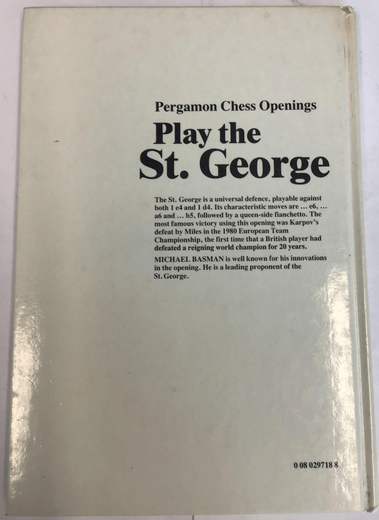 Pergamon Chess Openings
Play the
St. George
The St. George is a universal defence, playable against
both 1 e4 and 1 d4. Its characteristic moves are ... e6, ...
a6 and ... b5, followed by a queen-side fianchetto. The
most famous victory using this opening was Karpov's
defeat by Miles in the 1980 European Team
Championship, the first time that a British player had
defeated a reigning world champion for 20 years.
MICHAEL BASMAN is well known for his innovations
in the opening. He is a leading proponent of the
St. George.
0 08 029718 8